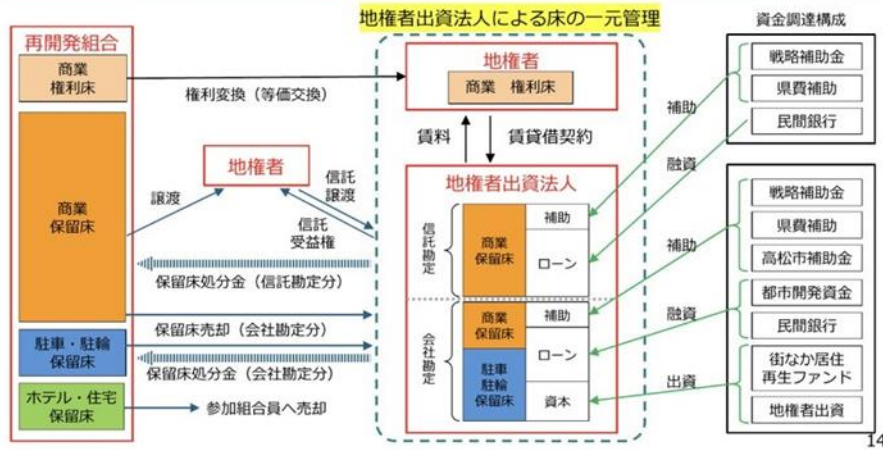 地権者出資法人による床の一元管理
再開発組合
商業
権利床
商業
保留床
駐車・駐輪
保留床
ホテル・住宅
保留床
権利変換（等価交換）
地権者
譲渡
信託
譲渡
信託
受益権
保留床処分金（信託勘定分）
保留床売却（会社勘定分）
保留床処分金（会社勘定分）
参加組合員へ売却
地権者
商業　権利床
賃料
賃貸借契約
地権者出資法人
信託勘定
商業
保留床
補助
ローン
会社勘定
商業
保留床
駐車
駐輪
保留床
補助
ローン
資本
補助
融資
補助
融資
出資
資金調達構成
戦略補助金
県費補助
民間銀行
戦略補助金
県費補助
高松市補助金
都市開発資金
民間銀行
街なか居住
再生ファンド
地権者出資
14